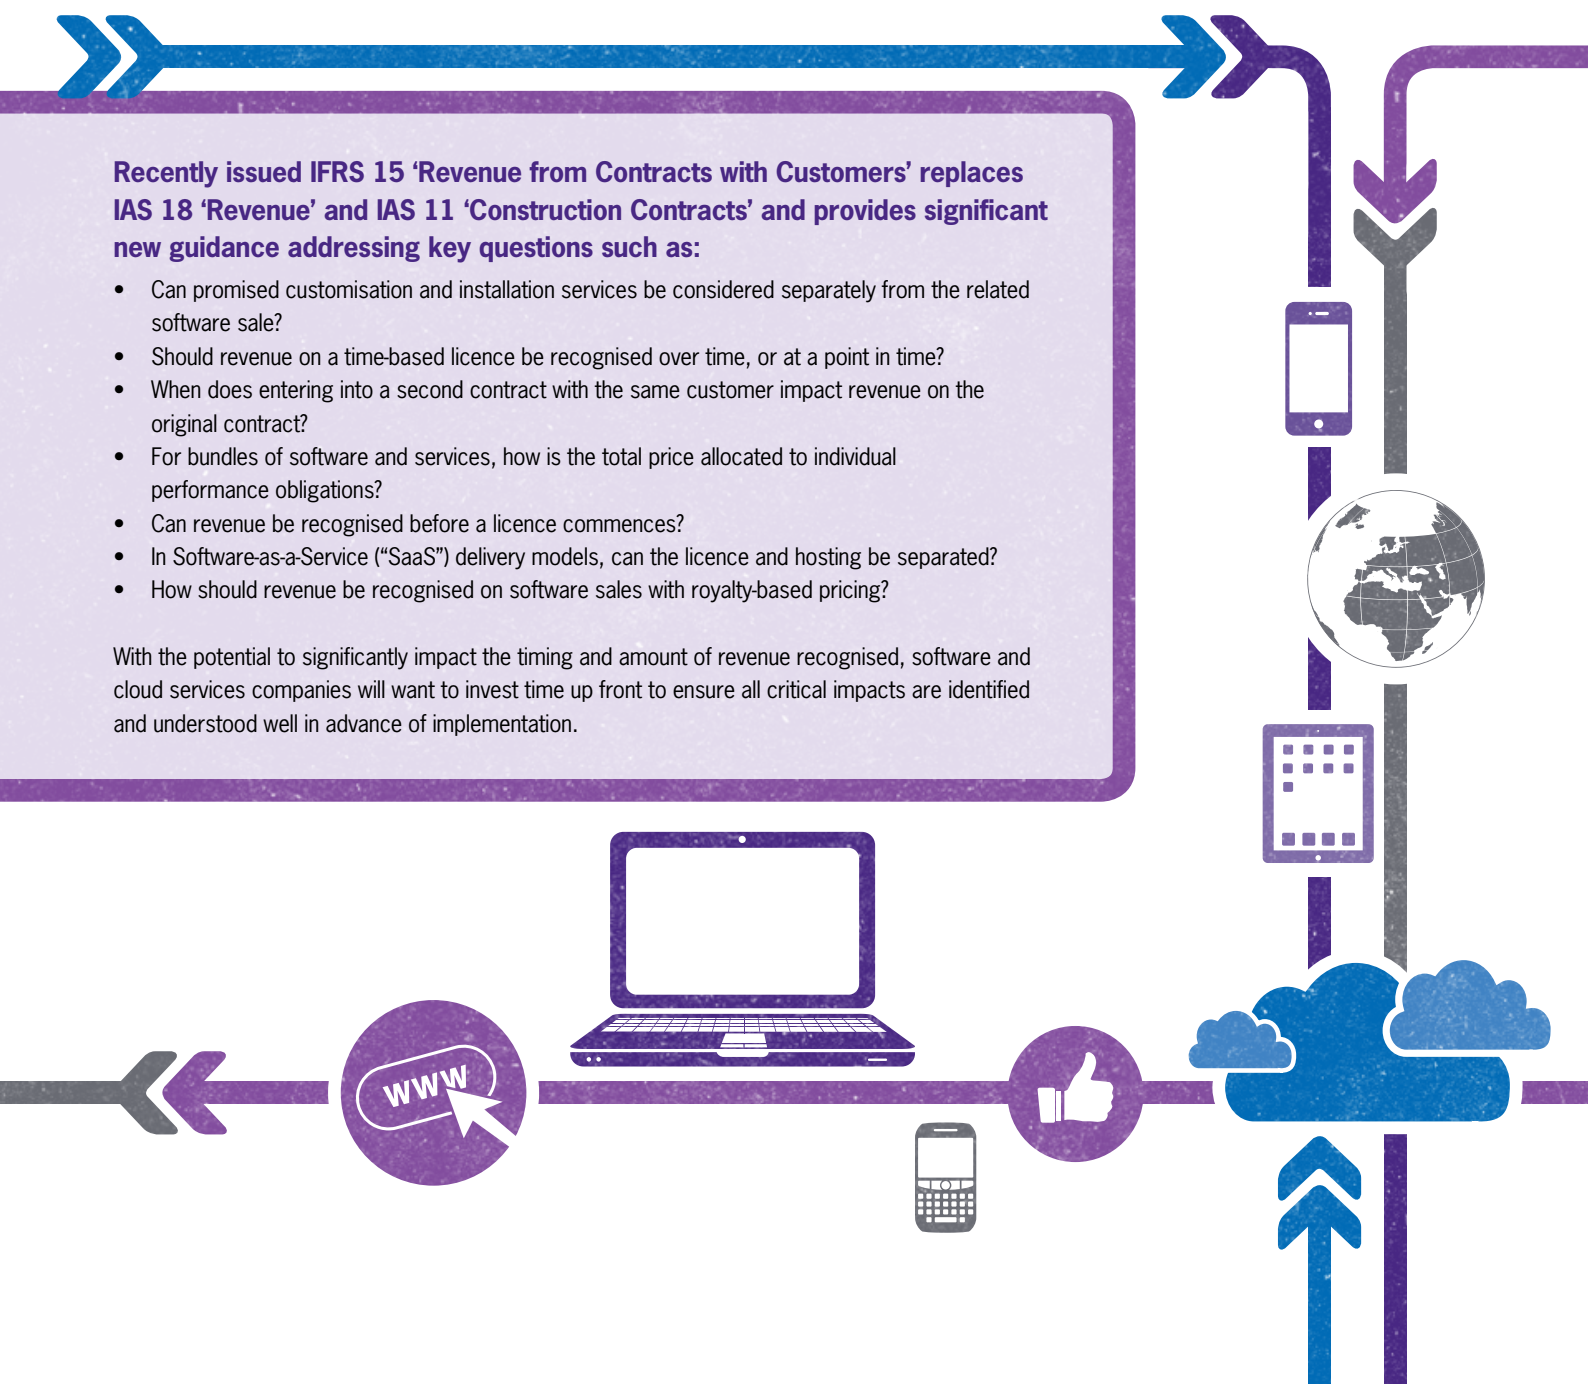 Recently issued IFRS 15 ‘Revenue from Contracts with Customers’ replaces
IAS 18 ‘Revenue’ and IAS 11 ‘Construction Contracts’ and provides significant
new guidance addressing key questions such as:
• Can promised customisation and installation services be considered separately from the related
software sale?
• Should revenue on a time-based licence be recognised over time, or at a point in time?
• When does entering into a second contract with the same customer impact revenue on the
original contract?
• For bundles of software and services, how is the total price allocated to individual
performance obligations?
• Can revenue be recognised before a licence commences?
• In Software-as-a-Service (“SaaS”) delivery models, can the licence and hosting be separated?
• How should revenue be recognised on software sales with royalty-based pricing?
With the potential to significantly impact the timing and amount of revenue recognised, software and
cloud services companies will want to invest time up front to ensure all critical impacts are identified
and understood well in advance of implementation.
www